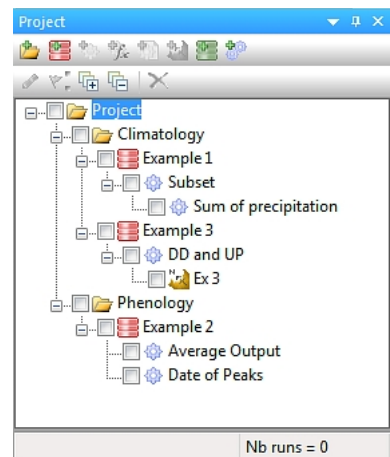 Project
Project
Climatology
Example 1
Subset
Sum of precipitation
Example 3
DD and UP
Ex 3
Phenology
Example 2
Average Output
Date of Peaks
Nb runs = 0